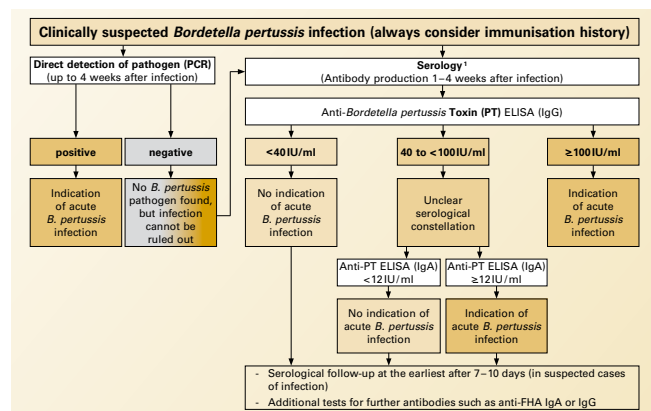 Clinically suspected Bordetella pertussis infection (always consider immunisation history)
Direct detection of pathogen (PCR)
(up to 4 weeks after infection)
Serology¹
(Antibody production 1–4 weeks after infection)
Anti-Bordetella pertussis Toxin (PT) ELISA (IgG)
positive
negative
<40 IU/ml
40 to <100 IU/ml
≥100 IU/ml
Indication
of acute
B. pertussis
infection
No B. pertussis
pathogen found,
but infection
cannot be
ruled out
No indication
of acute
B. pertussis
infection
Unclear
serological
constellation
Indication
of acute
B. pertussis
infection
Anti-PT ELISA (IgA)
<12 IU/ml
Anti-PT ELISA (IgA)
≥12 IU/ml
No indication of
acute B. pertussis
infection
Indication of
acute B. pertussis
infection
- Serological follow-up at the earliest after 7–10 days (in suspected cases
of infection)
- Additional tests for further antibodies such as anti-FHA IgA or IgG